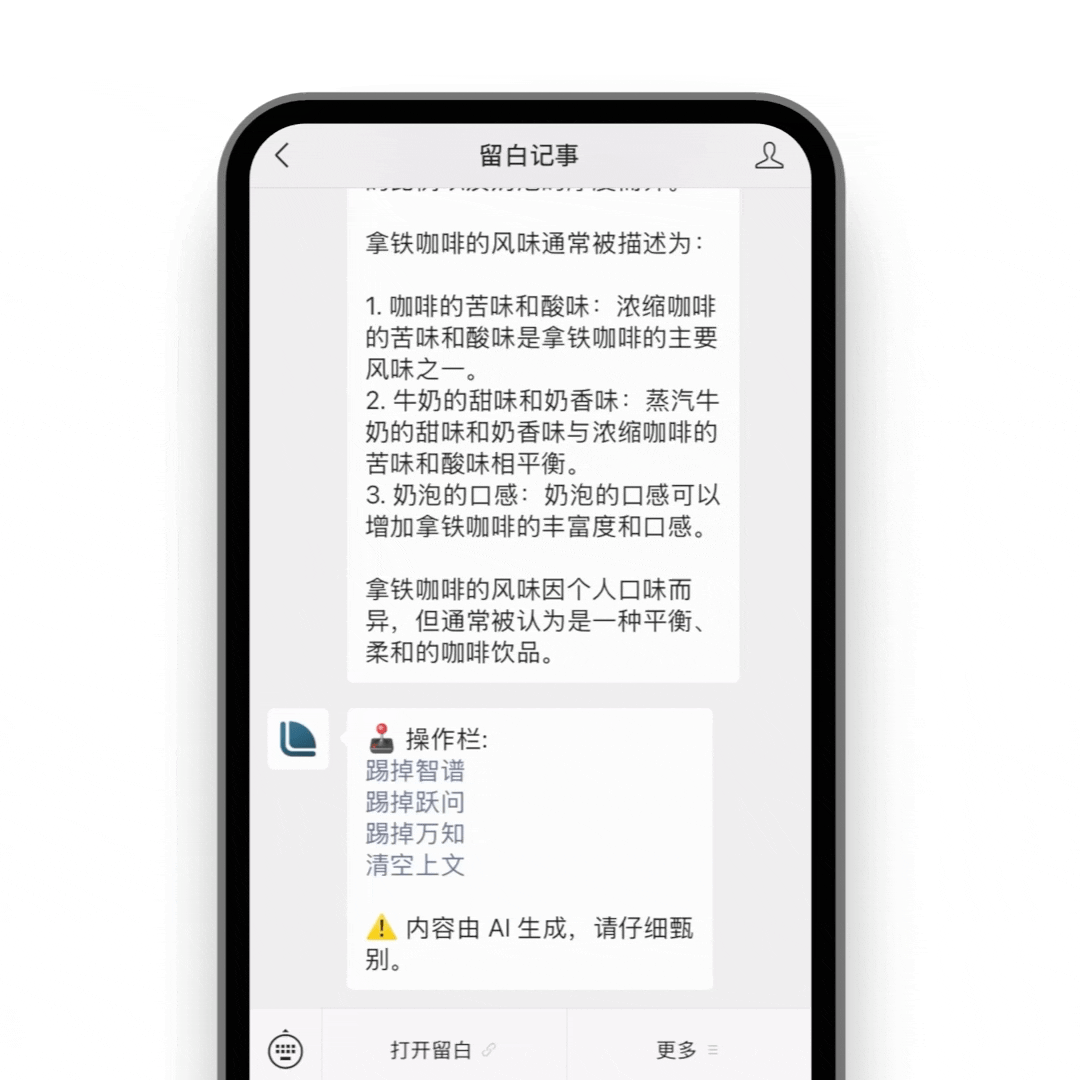 留白记事
拿铁咖啡的风味通常被描述为：
1. 咖啡的苦味和酸味：浓缩咖啡
的苦味和酸味是拿铁咖啡的主要
风味之一。
2. 牛奶的甜味和奶香味：蒸汽牛
奶的甜味和奶香味与浓缩咖啡的
苦味和酸味相平衡。
3. 奶泡的口感：奶泡的口感可以
增加拿铁咖啡的丰富度和口感。
拿铁咖啡的风味因个人口味而
异，但通常被认为是一种平衡、
柔和的咖啡饮品。
🕹️ 操作栏:
踢掉智谱
踢掉跃问
踢掉万知
清空上文
⚠️ 内容由 AI 生成，请仔细甄
别。
打开留白
更多